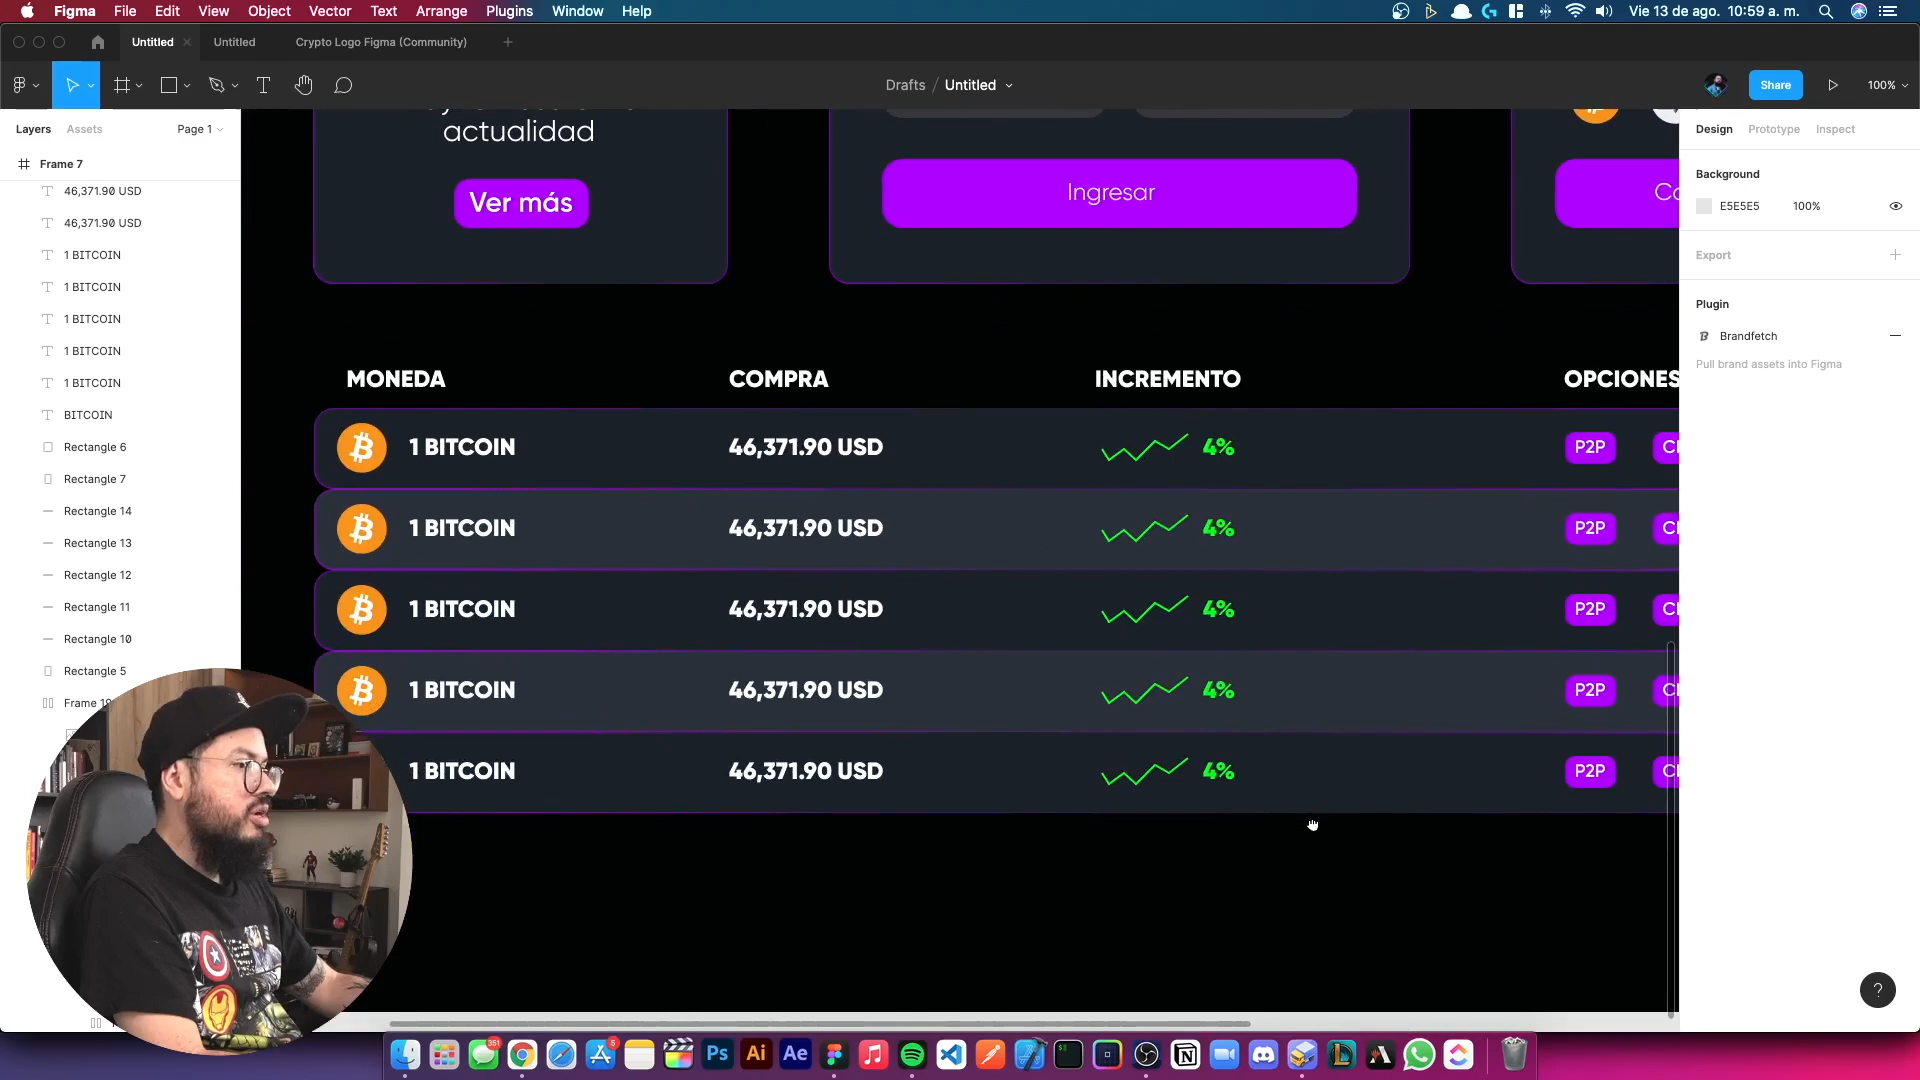 Figma File Edit View Object Vector Text Arrange Plugins Window Help
Vie 13 de ago. 10:59 a. m.
Untitled
Untitled
Crypto Logo Figma (Community)
Drafts / Untitled
Share
100%
Layers
Assets
Page 1
Frame 7
46,371.90 USD
46,371.90 USD
1 BITCOIN
1 BITCOIN
1 BITCOIN
1 BITCOIN
1 BITCOIN
BITCOIN
Rectangle 6
Rectangle 7
Rectangle 14
Rectangle 13
Rectangle 12
Rectangle 11
Rectangle 10
Rectangle 5
Frame
actualidad
Ver más
Ingresar
MONEDA COMPRA INCREMENTO OPCIONES
1 BITCOIN 46,371.90 USD 4% P2P
1 BITCOIN 46,371.90 USD 4% P2P
1 BITCOIN 46,371.90 USD 4% P2P
1 BITCOIN 46,371.90 USD 4% P2P
1 BITCOIN 46,371.90 USD 4% P2P
Design
Prototype
Inspect
Background
E5E5E5 100%
Export
Plugin
Brandfetch
Pull brand assets into Figma
?
351
5
Ps
Ai
Ae